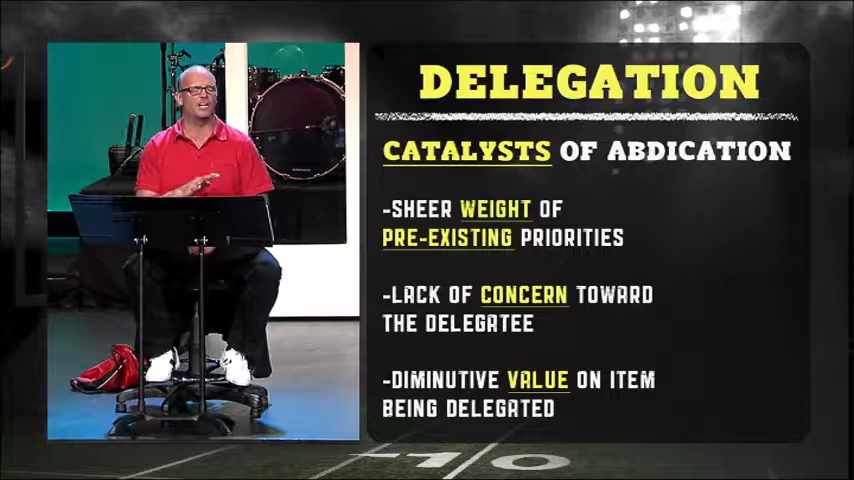 DELEGATION
CATALYSTS OF ABDICATION
-SHEER WEIGHT OF
PRE-EXISTING PRIORITIES
-LACK OF CONCERN TOWARD
THE DELEGATEE
-DIMINUTIVE VALUE ON ITEM
BEING DELEGATED
-10